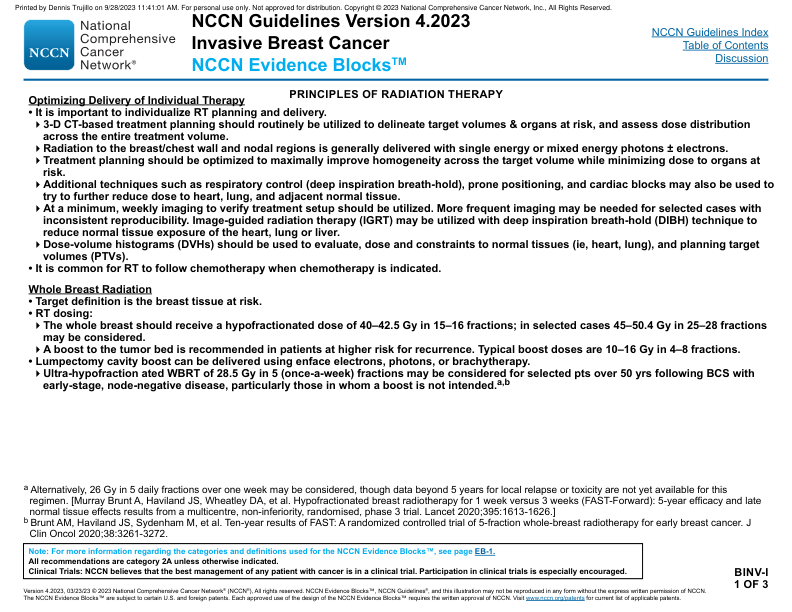 Printed by Dennis Trujillo on 9/28/2023 11:41:01 AM. For personal use only. Not approved for distribution. Copyright © 2023 National Comprehensive Cancer Network, Inc., All Rights Reserved.
NCCN
National
Comprehensive
Cancer
Network®
NCCN Guidelines Version 4.2023
Invasive Breast Cancer
NCCN Evidence Blocks™
NCCN Guidelines Index
Table of Contents
Discussion
PRINCIPLES OF RADIATION THERAPY
Optimizing Delivery of Individual Therapy
• It is important to individualize RT planning and delivery.
‣ 3-D CT-based treatment planning should routinely be utilized to delineate target volumes & organs at risk, and assess dose distribution
across the entire treatment volume.
‣ Radiation to the breast/chest wall and nodal regions is generally delivered with single energy or mixed energy photons ± electrons.
‣ Treatment planning should be optimized to maximally improve homogeneity across the target volume while minimizing dose to organs at
risk.
‣ Additional techniques such as respiratory control (deep inspiration breath-hold), prone positioning, and cardiac blocks may also be used to
try to further reduce dose to heart, lung, and adjacent normal tissue.
‣ At a minimum, weekly imaging to verify treatment setup should be utilized. More frequent imaging may be needed for selected cases with
inconsistent reproducibility. Image-guided radiation therapy (IGRT) may be utilized with deep inspiration breath-hold (DIBH) technique to
reduce normal tissue exposure of the heart, lung or liver.
‣ Dose-volume histograms (DVHs) should be used to evaluate, dose and constraints to normal tissues (ie, heart, lung), and planning target
volumes (PTVs).
• It is common for RT to follow chemotherapy when chemotherapy is indicated.
Whole Breast Radiation
• Target definition is the breast tissue at risk.
• RT dosing:
‣ The whole breast should receive a hypofractionated dose of 40–42.5 Gy in 15–16 fractions; in selected cases 45–50.4 Gy in 25–28 fractions
may be considered.
‣ A boost to the tumor bed is recommended in patients at higher risk for recurrence. Typical boost doses are 10–16 Gy in 4–8 fractions.
• Lumpectomy cavity boost can be delivered using enface electrons, photons, or brachytherapy.
‣ Ultra-hypofraction ated WBRT of 28.5 Gy in 5 (once-a-week) fractions may be considered for selected pts over 50 yrs following BCS with
early-stage, node-negative disease, particularly those in whom a boost is not intended.a,b
a Alternatively, 26 Gy in 5 daily fractions over one week may be considered, though data beyond 5 years for local relapse or toxicity are not yet available for this
regimen. [Murray Brunt A, Haviland JS, Wheatley DA, et al. Hypofractionated breast radiotherapy for 1 week versus 3 weeks (FAST-Forward): 5-year efficacy and late
normal tissue effects results from a multicentre, non-inferiority, randomised, phase 3 trial. Lancet 2020;395:1613-1626.]
b Brunt AM, Haviland JS, Sydenham M, et al. Ten-year results of FAST: A randomized controlled trial of 5-fraction whole-breast radiotherapy for early breast cancer. J
Clin Oncol 2020;38:3261-3272.
Note: For more information regarding the categories and definitions used for the NCCN Evidence Blocks™, see page EB-1.
All recommendations are category 2A unless otherwise indicated.
Clinical Trials: NCCN believes that the best management of any patient with cancer is in a clinical trial. Participation in clinical trials is especially encouraged.
BINV-I
1 OF 3
Version 4.2023, 03/23/23 © 2023 National Comprehensive Cancer Network® (NCCN®), All rights reserved. NCCN Evidence Blocks™, NCCN Guidelines®, and this illustration may not be reproduced in any form without the express written permission of NCCN.
The NCCN Evidence Blocks™ are subject to certain U.S. and foreign patents. Each approved use of the design of the NCCN Evidence Blocks™ requires the written approval of NCCN. Visit www.nccn.org/patents for current list of applicable patents.